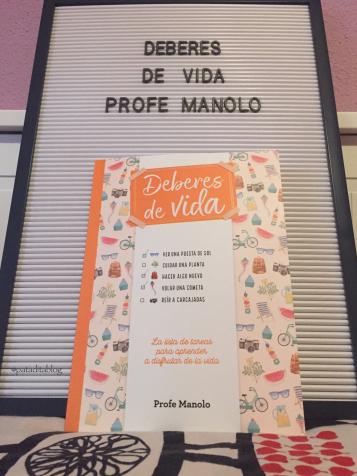 DEBERES
DE VIDA
PROFE MANOLO
Deberes
de vida
VER UNA PUESTA DE SOL
CUIDAR UNA PLANTA
HACER ALGO NUEVO
VOLAR UNA COMETA
REÍR A CARCAJADAS
La lista de tareas
para aprender
a disfrutar de la vida
Profe Manolo